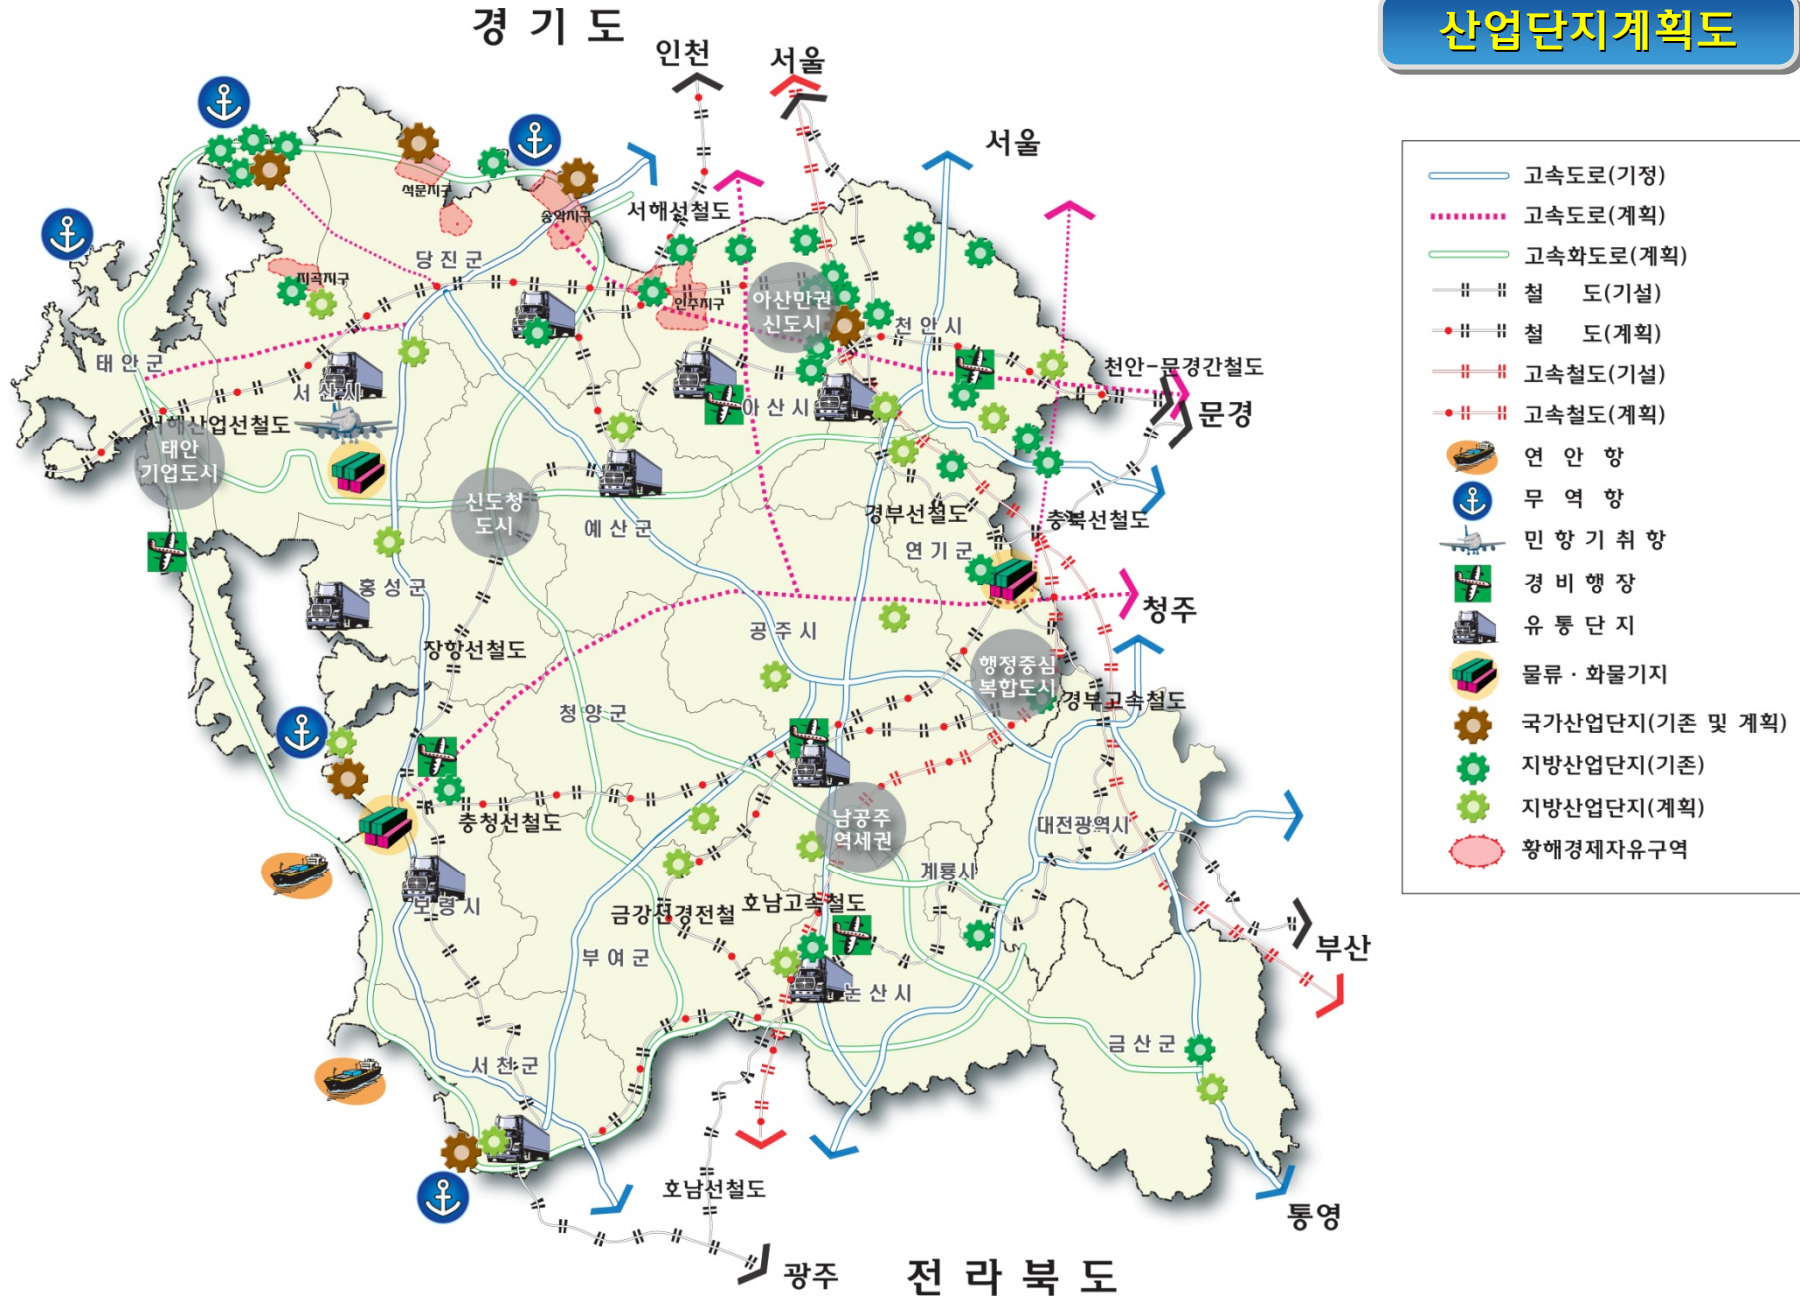 산업단지계획도
경 기 도
인천
서울
서울
석문지구
송악지구
서해선철도
당진군
지곡지구
인주지구
아산만권
신도시
천안시
태안군
서산시
천안-문경간철도
아산시
문경
서해산업선철도
태안
기업도시
신도청
도시
예산군
경부선철도
충북선철도
연기군
홍성군
청주
공주시
장항선철도
행정중심
복합도시
경부고속철도
청양군
충청선철도
남공주
역세권
대전광역시
계룡시
보령시
금강선경전철
호남고속철도
부여군
부산
논산시
금산군
서천군
호남선철도
통영
광주
전 라 북 도
고속도로(기정)
고속도로(계획)
고속화도로(계획)
철 도(기설)
철 도(계획)
고속철도(기설)
고속철도(계획)
연 안 항
무 역 항
민 항 기 취 항
경 비 행 장
유 통 단 지
물류 · 화물기지
국가산업단지(기존 및 계획)
지방산업단지(기존)
지방산업단지(계획)
황해경제자유구역